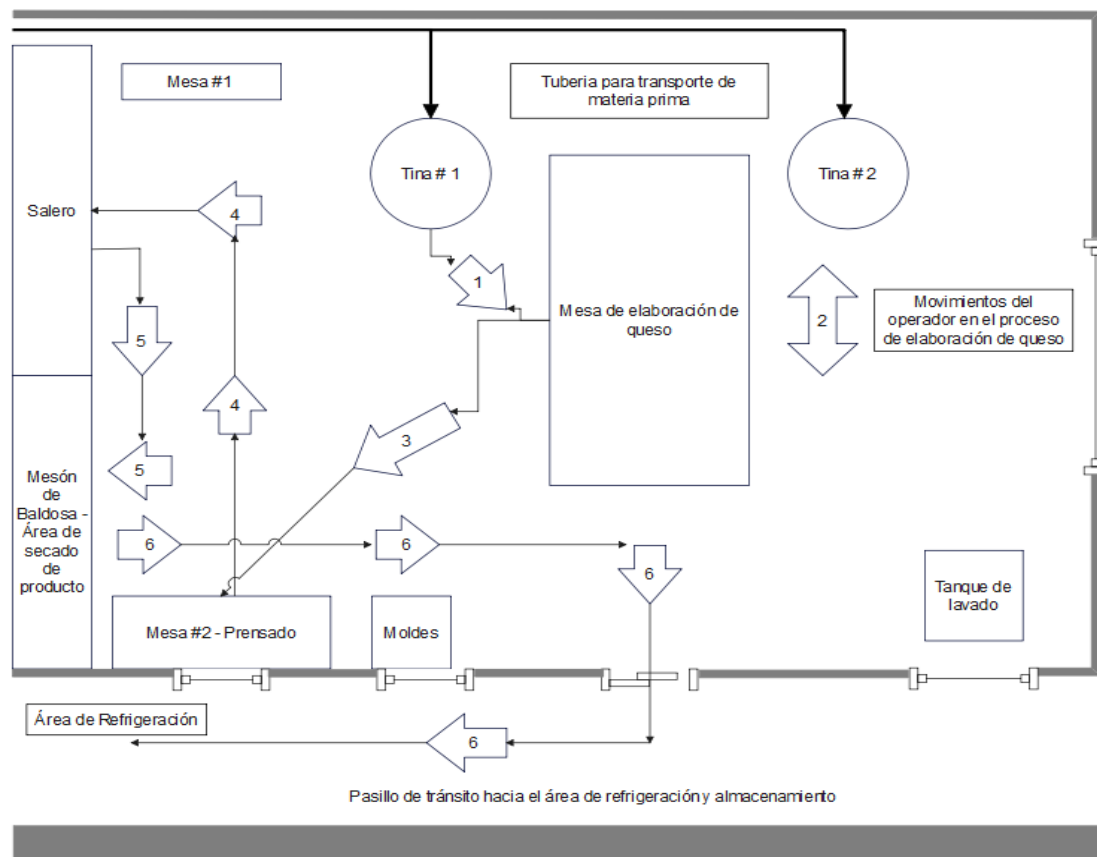 Mesa #1
Tuberia para transporte de
materia prima
Tina # 1
Tina # 2
Salero
4
1
Mesa de elaboración de
queso
2
Movimientos del
operador en el proceso
de elaboración de queso
5
4
3
5
Mesón
de
Baldosa -
Área de
secado
de
producto
6
6
6
Tanque de
lavado
Mesa #2 - Prensado
Moldes
Área de Refrigeración
6
Pasillo de tránsito hacia el área de refrigeración y almacenamiento